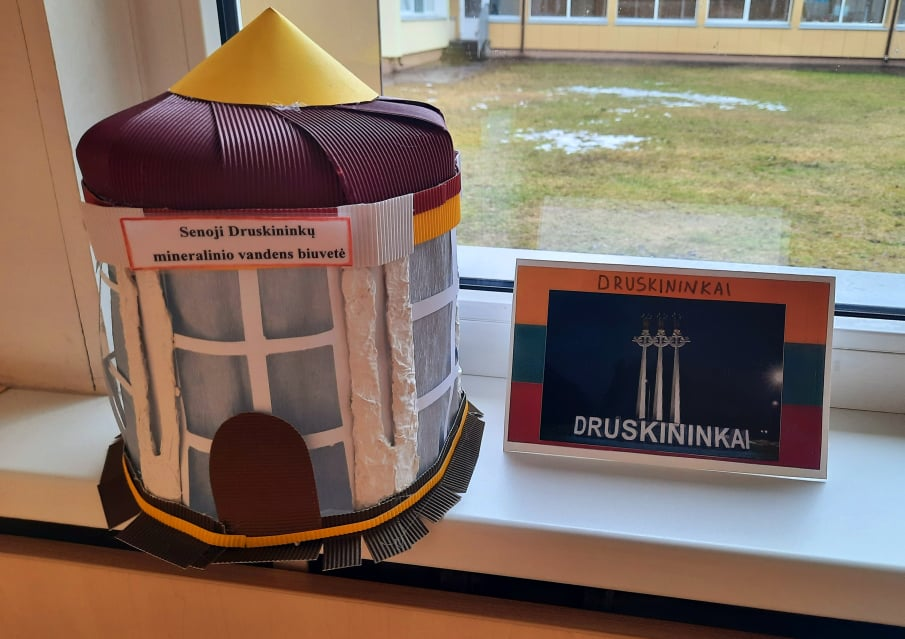 Senoji Druskininkų
mineralinio vandens biuvetė
DRUSKININKAI
DRUSKININKAI